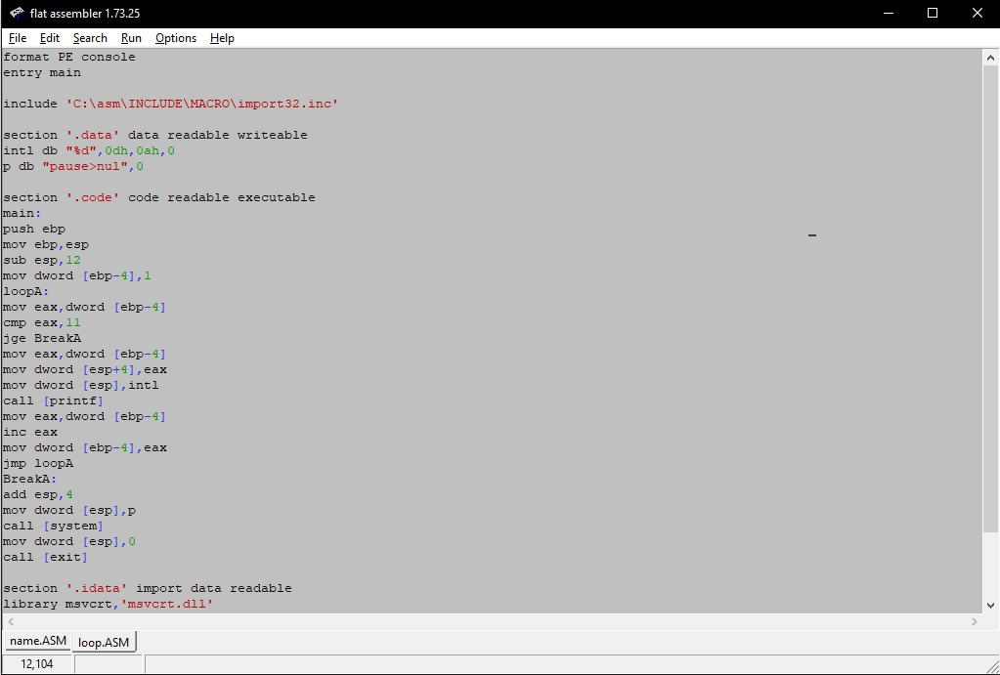 flat assembler 1.73.25
File Edit Search Run Options Help
format PE console
entry main
include 'C:\asm\INCLUDE\MACRO\import32.inc'
section '.data' data readable writeable
intl db "%d",0dh,0ah,0
p db "pause>nul",0
section '.code' code readable executable
main:
push ebp
mov ebp,esp
sub esp,12
mov dword [ebp-4],1
loopA:
mov eax,dword [ebp-4]
cmp eax,11
jge BreakA
mov eax,dword [ebp-4]
mov dword [esp+4],eax
mov dword [esp],intl
call [printf]
mov eax,dword [ebp-4]
inc eax
mov dword [ebp-4],eax
jmp loopA
BreakA:
add esp,4
mov dword [esp],p
call [system]
mov dword [esp],0
call [exit]
section '.idata' import data readable
library msvcrt,'msvcrt.dll'
name.ASM loop.ASM
12,104